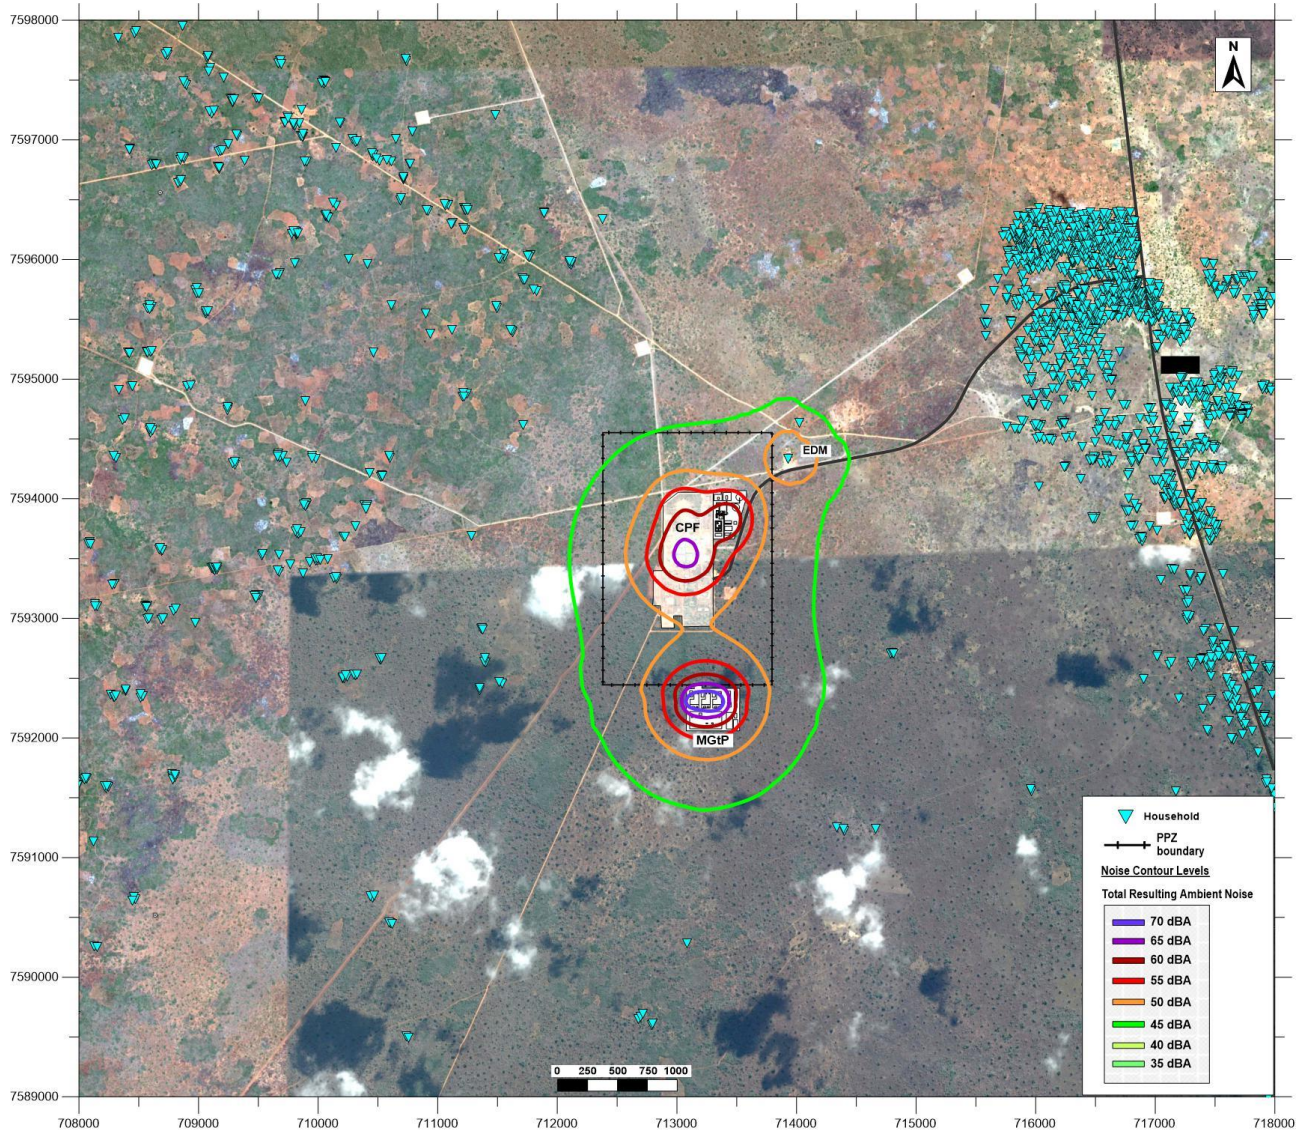 7598000
7597000
7596000
7595000
7594000
7593000
7592000
7591000
7590000
7589000
N
EDM
CPF
MGtP
Household
PPZ
boundary
Noise Contour Levels
Total Resulting Ambient Noise
70 dBA
65 dBA
60 dBA
55 dBA
50 dBA
45 dBA
40 dBA
35 dBA
0 250 500 750 1000
708000 709000 710000 711000 712000 713000 714000 715000 716000 717000 718000